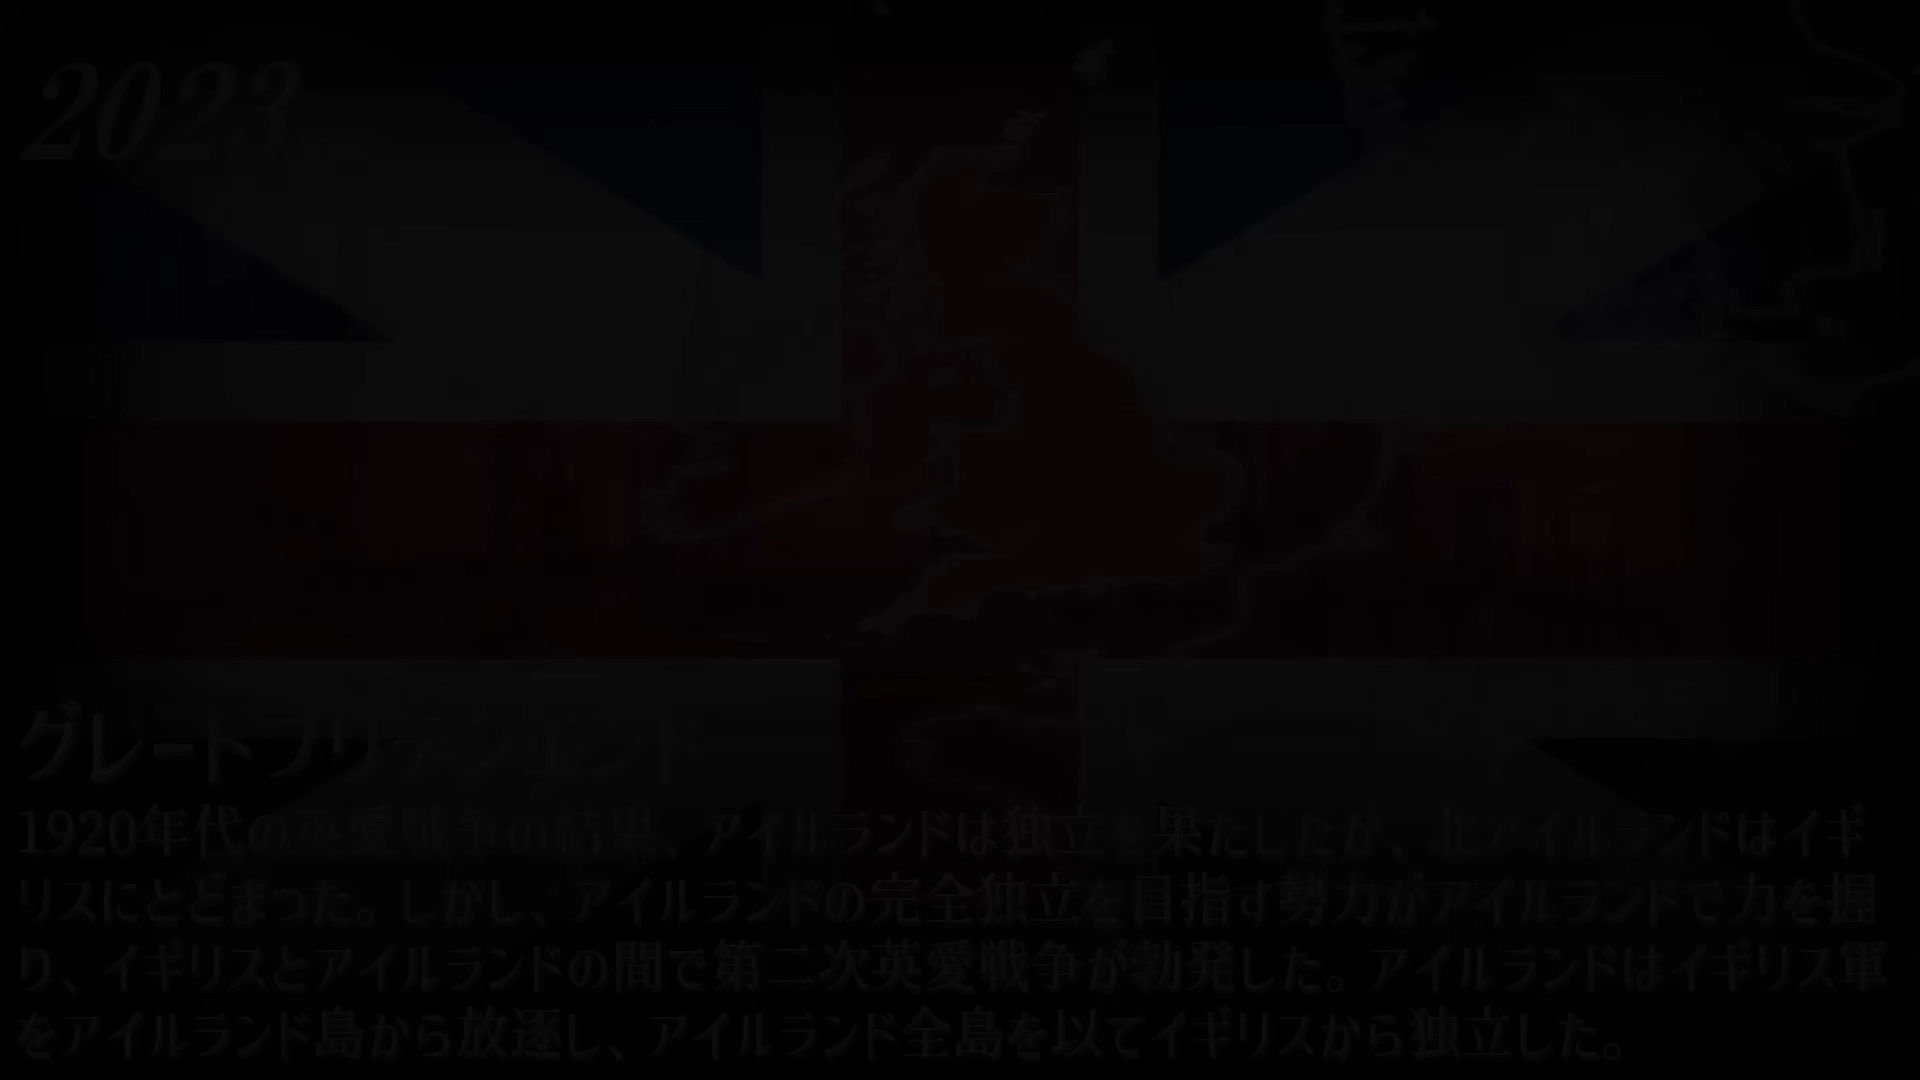 2023
グレートブリテンエンド
1920年代の英愛戦争の結果、アイルランドは独立を果たしたが、北アイルランドはイギ
リスにとどまった。しかし、アイルランドの完全独立を目指す勢力がアイルランドで力を握
り、イギリスとアイルランドの間で第二次英愛戦争が勃発した。アイルランドはイギリス軍
をアイルランド島から放逐し、アイルランド全島を以てイギリスから独立した。